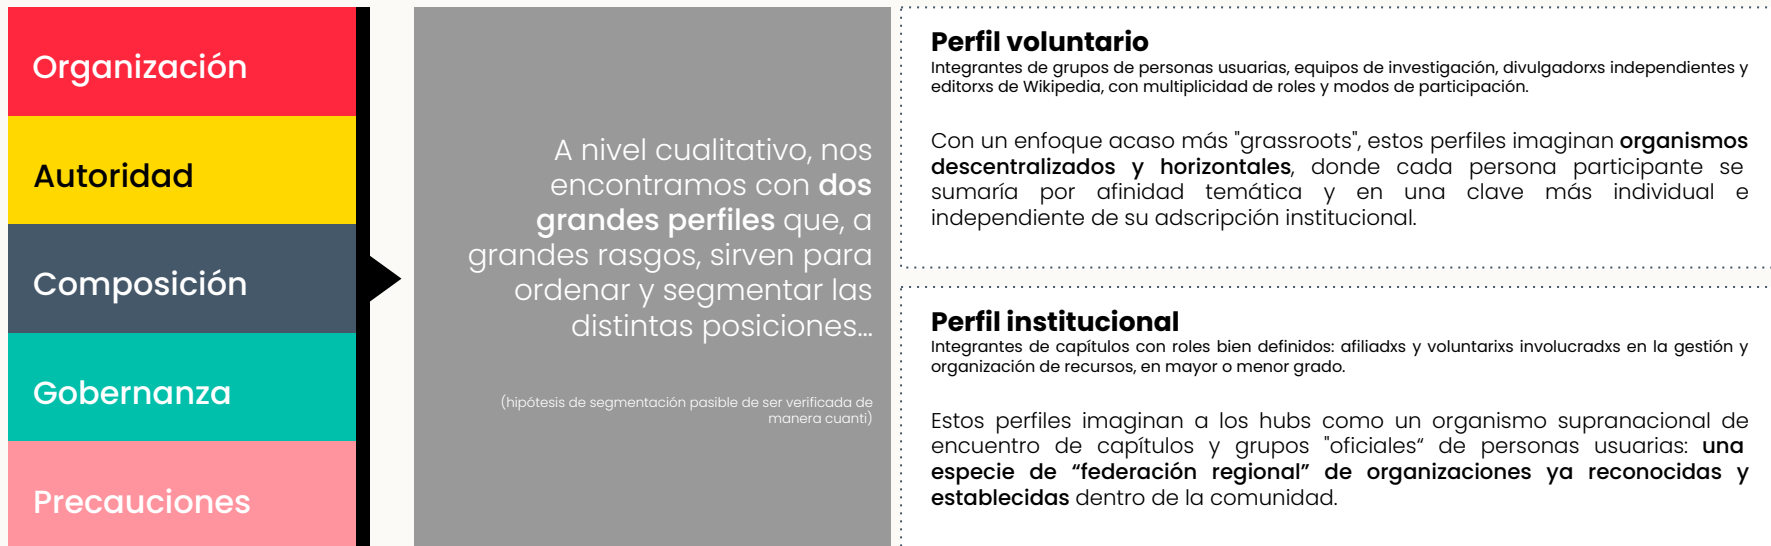 Organización
Autoridad
Composición
Gobernanza
Precauciones
A nivel cualitativo, nos
encontramos con dos
grandes perfiles que, a
grandes rasgos, sirven para
ordenar y segmentar las
distintas posiciones...
(hipótesis de segmentación pasible de ser verificada de
manera cuanti)
Perfil voluntario
Integrantes de grupos de personas usuarias, equipos de investigación, divulgadorxs independientes y
editorxs de Wikipedia, con multiplicidad de roles y modos de participación.
Con un enfoque acaso más "grassroots", estos perfiles imaginan organismos
descentralizados y horizontales, donde cada persona participante se
sumaría por afinidad temática y en una clave más individual e
independiente de su adscripción institucional.
Perfil institucional
Integrantes de capítulos con roles bien definidos: afiliadxs y voluntarixs involucradxs en la gestión y
organización de recursos, en mayor o menor grado.
Estos perfiles imaginan a los hubs como un organismo supranacional de
encuentro de capítulos y grupos "oficiales“ de personas usuarias: una
especie de “federación regional” de organizaciones ya reconocidas y
establecidas dentro de la comunidad.